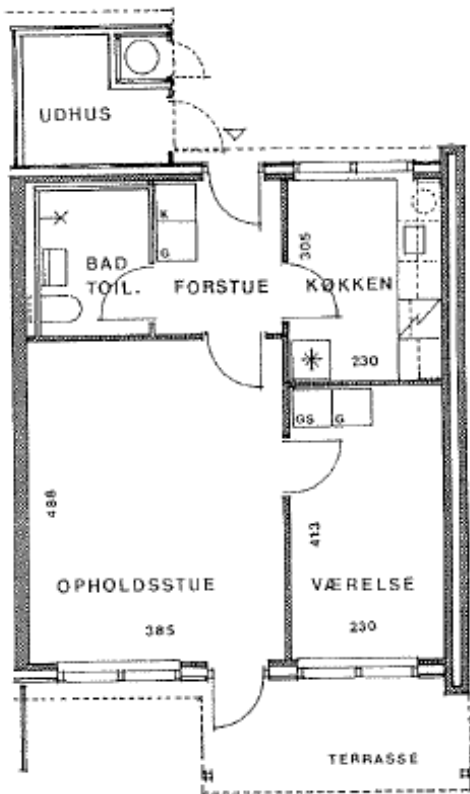 UDHUS
K
G
BAD
TOIL.
FORSTUE
305
KØKKEN
230
GS G
488
413
OPHOLDSSTUE
VÆRELSE
385
230
TERRASSE